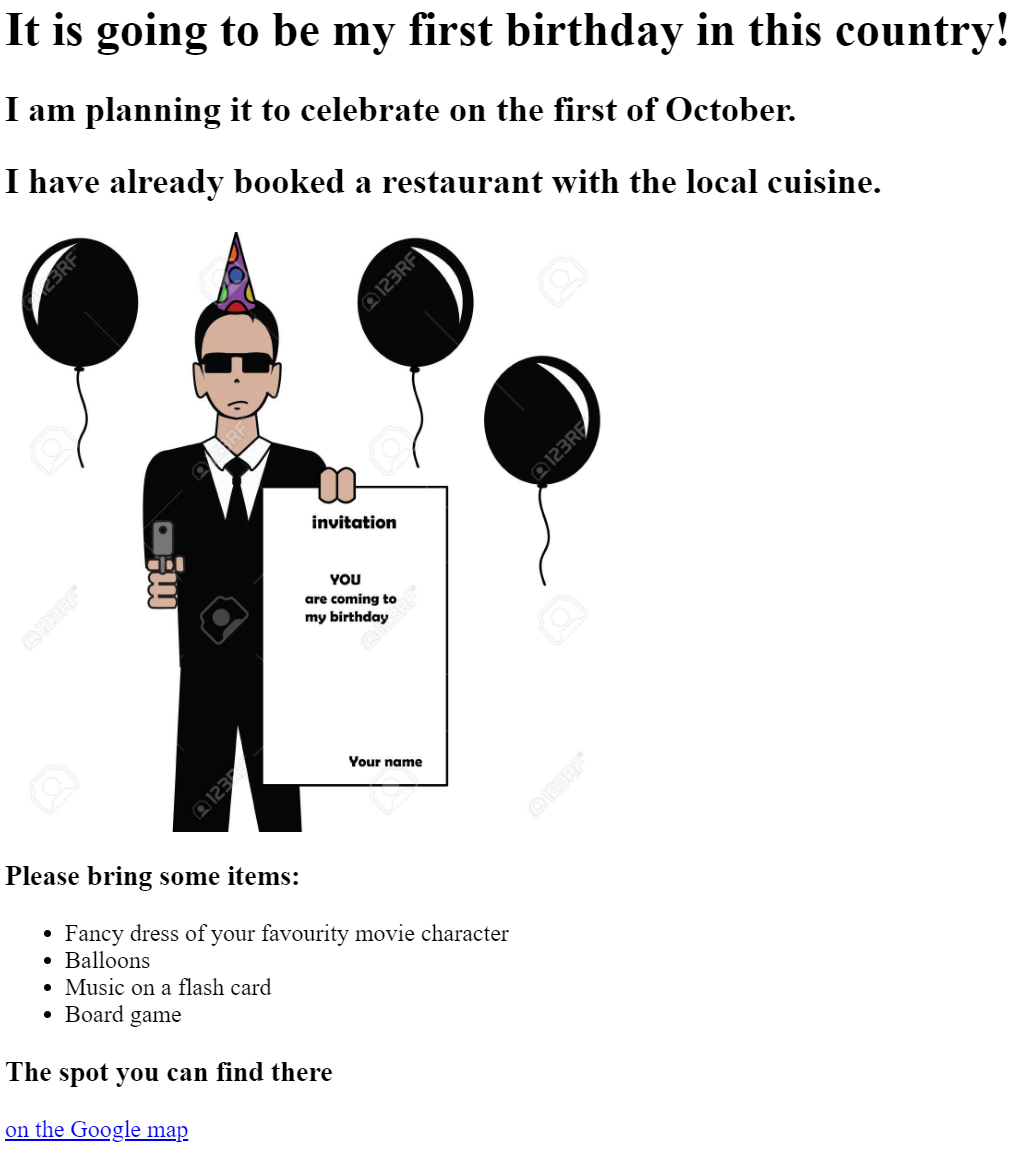 It is going to be my first birthday in this country!
I am planning it to celebrate on the first of October.
I have already booked a restaurant with the local cuisine.
123RF
123RF
123RF
123RF
invitation
YOU
are coming to
my birthday
123RF
123RF
Your name
123RF
123RF
Please bring some items:
Fancy dress of your favourity movie character
Balloons
Music on a flash card
Board game
The spot you can find there
on the Google map